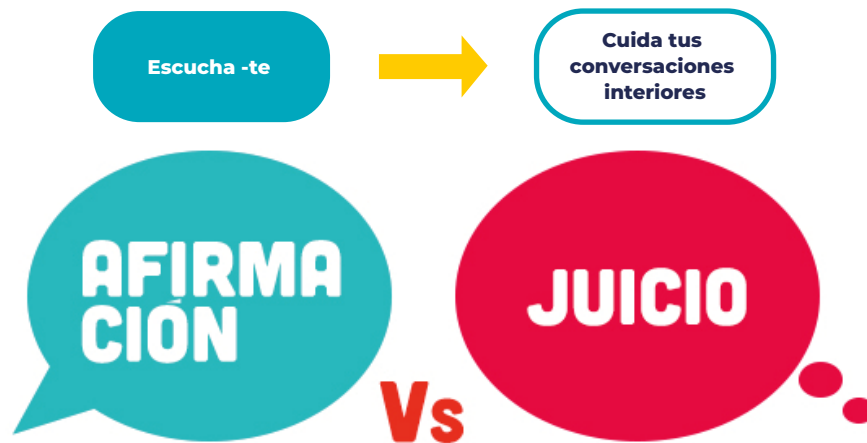 Escucha -te
Cuida tus
conversaciones
interiores
AFIRMA
CIÓN
Vs
JUICIO